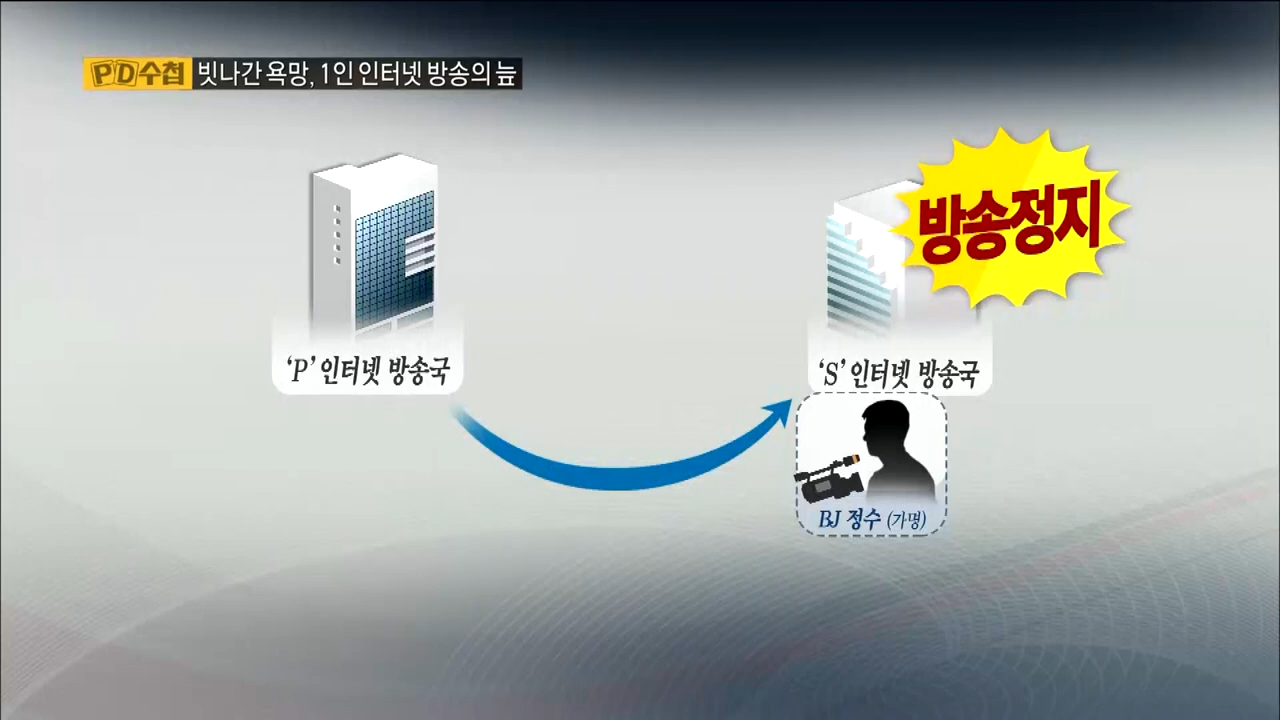 PD수첩 빗나간 욕망, 1인 인터넷 방송의 늪
방송정지
‘P’ 인터넷 방송국
‘S’ 인터넷 방송국
BJ 정수 (가명)